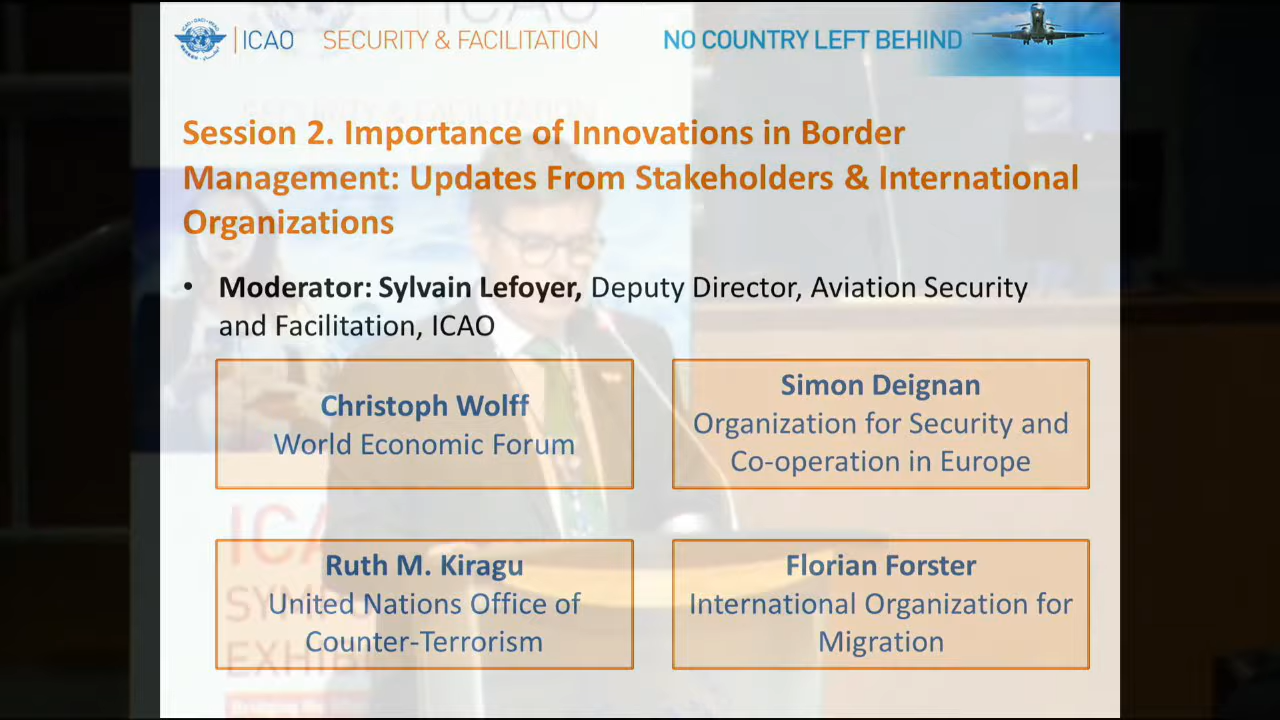 ICAO SECURITY & FACILITATION NO COUNTRY LEFT BEHIND
Session 2. Importance of Innovations in Border
Management: Updates From Stakeholders & International
Organizations
• Moderator: Sylvain Lefoyer, Deputy Director, Aviation Security
and Facilitation, ICAO
Christoph Wolff
World Economic Forum
Simon Deignan
Organization for Security and
Co-operation in Europe
Ruth M. Kiragu
United Nations Office of
Counter-Terrorism
Florian Forster
International Organization for
Migration